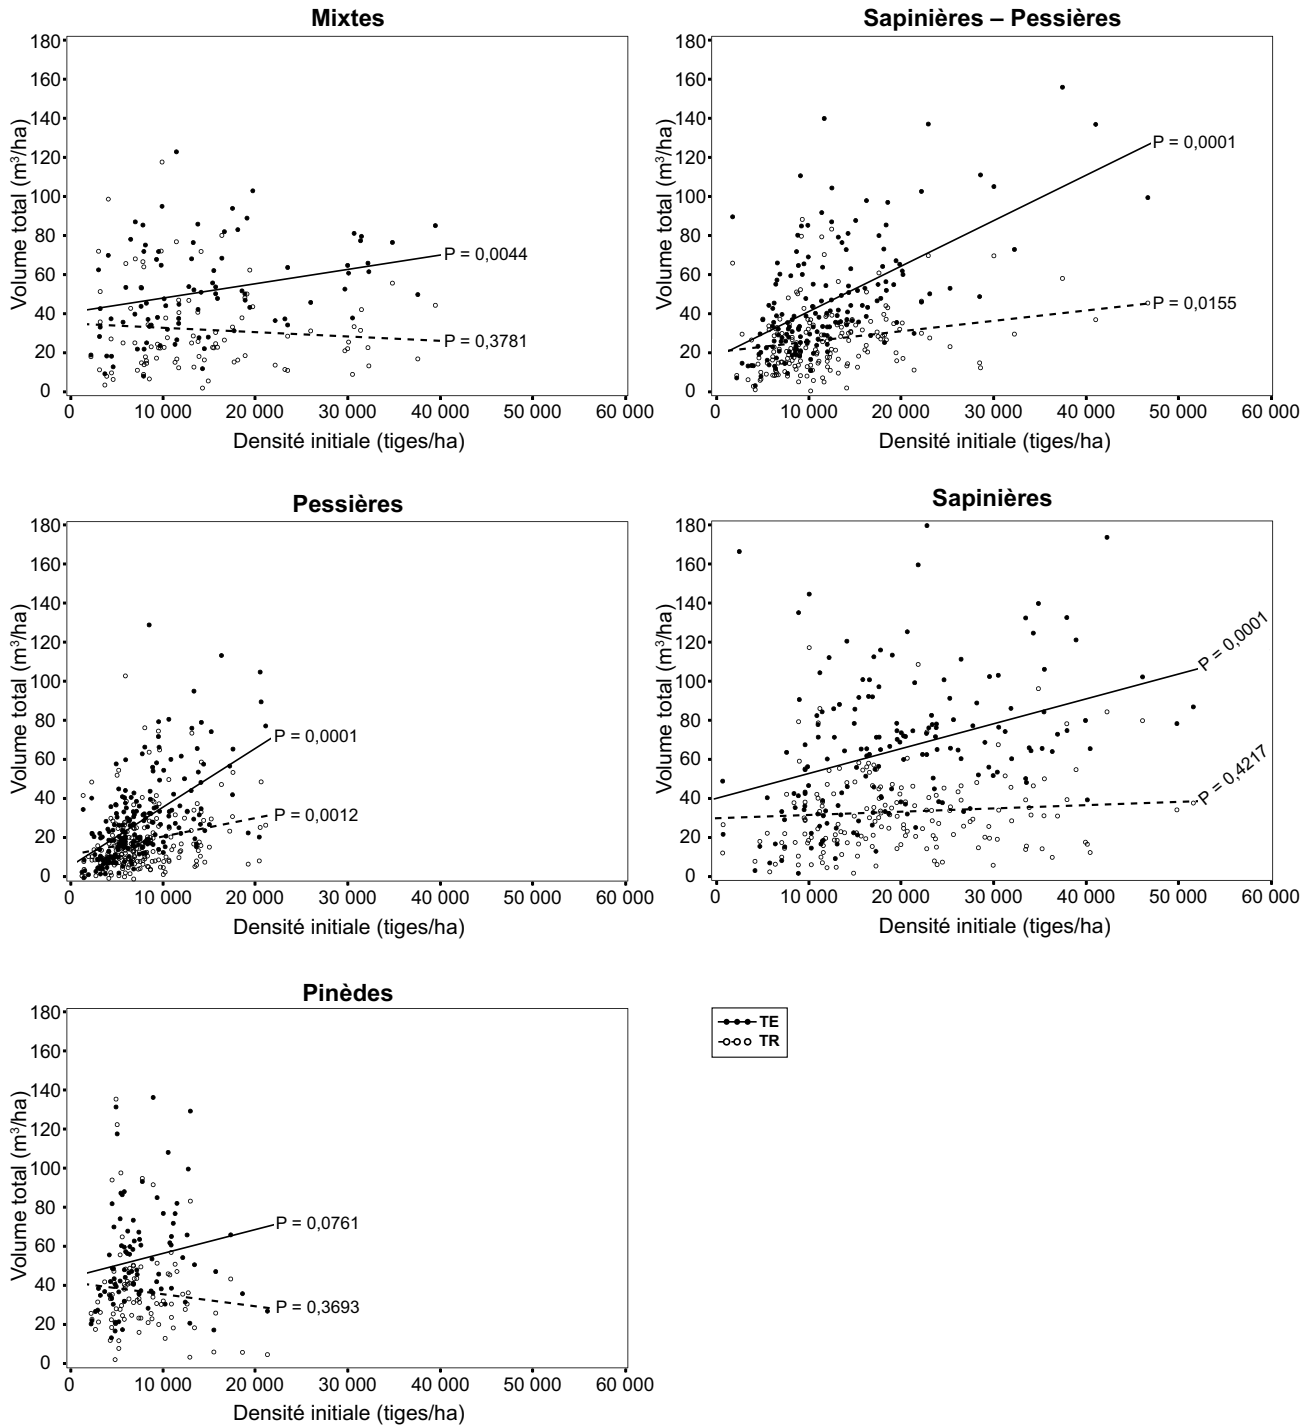 Mixtes
Volume total (m³/ha)
180
160
140
120
100
80
60
40
20
0
P = 0,0044
P = 0,3781
0 10 000 20 000 30 000 40 000 50 000 60 000
Densité initiale (tiges/ha)
Sapinières – Pessières
Volume total (m³/ha)
180
160
140
120
100
80
60
40
20
0
P = 0,0001
P = 0,0155
0 10 000 20 000 30 000 40 000 50 000 60 000
Densité initiale (tiges/ha)
Pessières
Volume total (m³/ha)
180
160
140
120
100
80
60
40
20
0
P = 0,0001
P = 0,0012
0 10 000 20 000 30 000 40 000 50 000 60 000
Densité initiale (tiges/ha)
Sapinières
Volume total (m³/ha)
180
160
140
120
100
80
60
40
20
0
P = 0,0001
P = 0,4217
0 10 000 20 000 30 000 40 000 50 000 60 000
Densité initiale (tiges/ha)
Pinèdes
Volume total (m³/ha)
180
160
140
120
100
80
60
40
20
0
P = 0,0761
P = 0,3693
0 10 000 20 000 30 000 40 000 50 000 60 000
Densité initiale (tiges/ha)
TE
TR